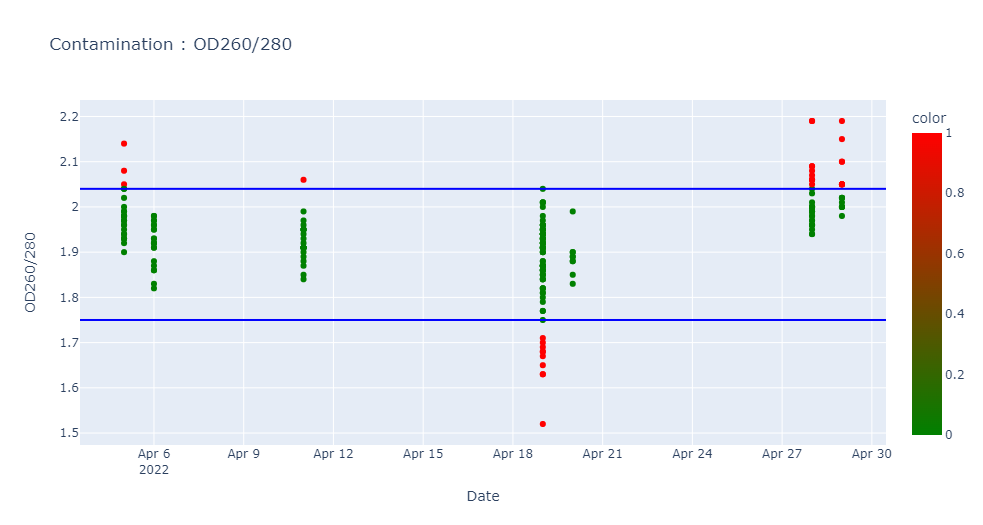 Contamination : OD260/280
color
OD260/280
2.2
2.1
2
1.9
1.8
1.7
1.6
1.5
1
0.8
0.6
0.4
0.2
0
Apr 6
2022
Apr 9
Apr 12
Apr 15
Apr 18
Apr 21
Apr 24
Apr 27
Apr 30
Date